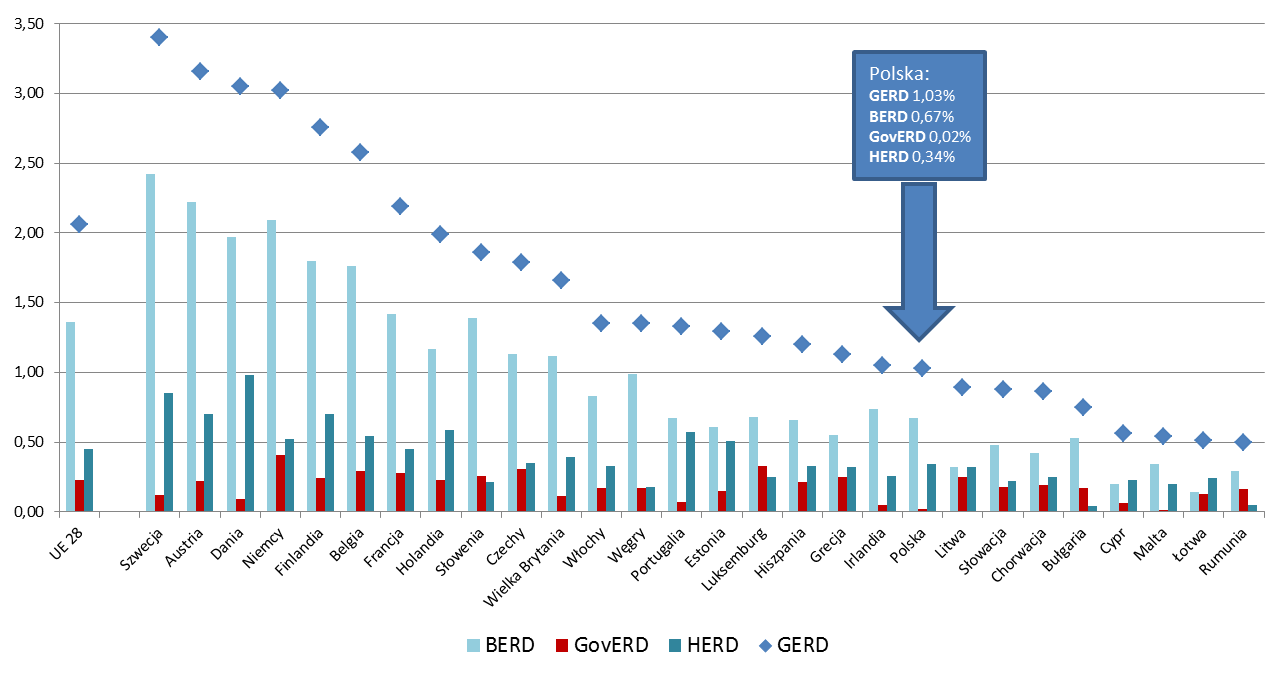 3,50
3,00
2,50
2,00
1,50
1,00
0,50
0,00
Polska:
GERD 1,03%
BERD 0,67%
GovERD 0,02%
HERD 0,34%
UE 28
Szwecja
Austria
Dania
Niemcy
Finlandia
Belgia
Francja
Holandia
Słowenia
Czechy
Wielka Brytania
Włochy
Węgry
Portugalia
Estonia
Luksemburg
Hiszpania
Grecja
Irlandia
Polska
Litwa
Słowacja
Chorwacja
Bułgaria
Cypr
Malta
Łotwa
Rumunia
BERD GovERD HERD GERD